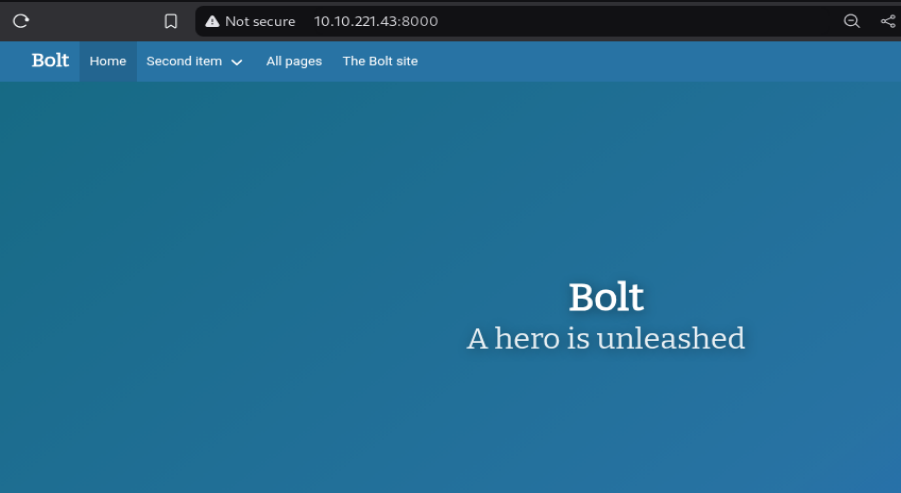 Not secure 10.10.221.43:8000
Bolt Home Second item All pages The Bolt site
Bolt
A hero is unleashed